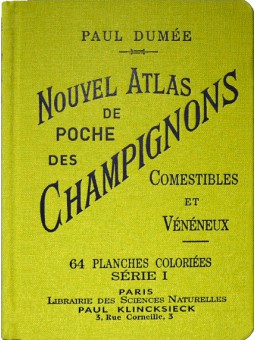 PAUL DUMÉE
NOUVEL ATLAS
DE
POCHE
DES
CHAMPIGNONS
COMESTIBLES
ET
VÉNÉNEUX
64 PLANCHES COLORIÉES
SÉRIE I
PARIS
LIBRAIRIE DES SCIENCES NATURELLES
PAUL KLINCKSIECK
3, Rue Corneille, 3